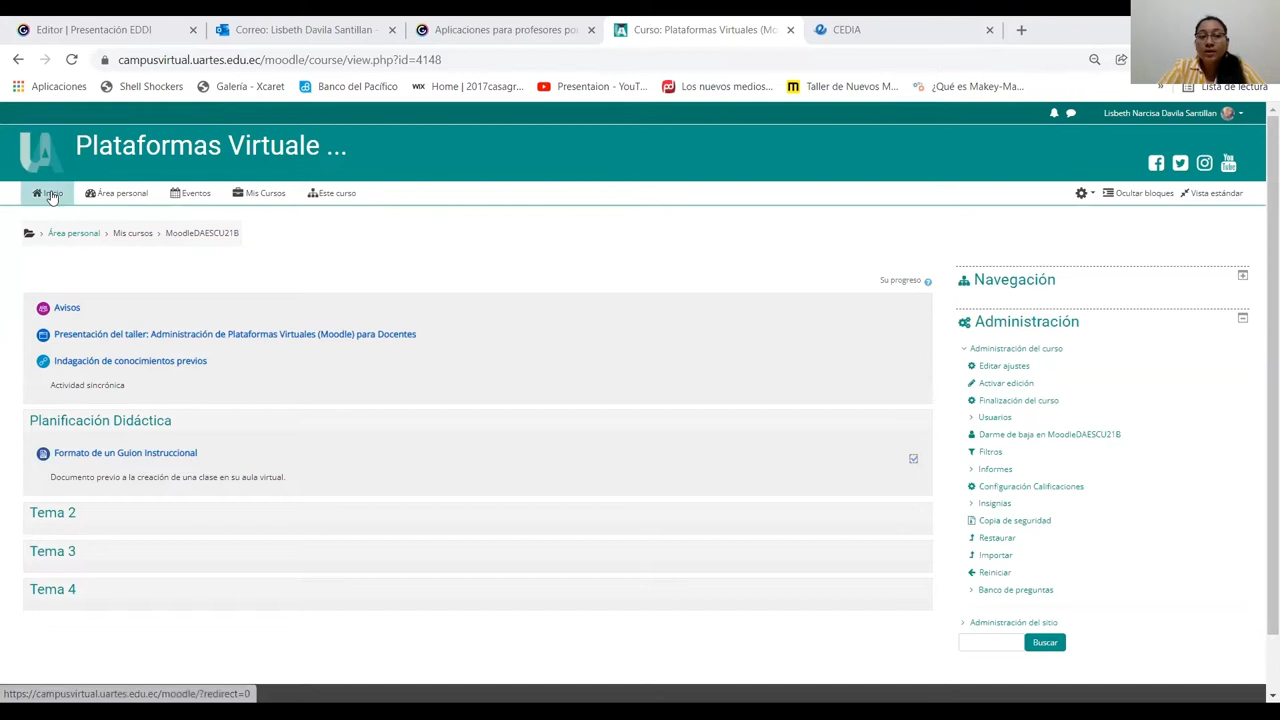 Editor | Presentación EDDI
Correo: Lisbeth Davila Santillan -
Aplicaciones para profesores po
Curso: Plataformas Virtuales (Mo
CEDIA
campusvirtual.uartes.edu.ec/moodle/course/view.php?id=4148
Aplicaciones
Shell Shockers
Galería - Xcaret
Banco del Pacífico
WIX Home | 2017casagr...
Presentaion - YouT...
Los nuevos medios...
Taller de Nuevos M...
¿Qué es Makey-Ma...
»
Lista de lectura
Lisbeth Narcisa Davila Santillan
UA
Plataformas Virtuale ...
You Tube
Inicio
Área personal
Eventos
Mis Cursos
Este curso
Ocultar bloques
Vista estándar
Área personal > Mis cursos > MoodleDAESCU21B
Su progreso
Avisos
Presentación del taller: Administración de Plataformas Virtuales (Moodle) para Docentes
Indagación de conocimientos previos
Actividad sincrónica
Planificación Didáctica
Formato de un Guion Instruccional
Documento previo a la creación de una clase en su aula virtual.
Tema 2
Tema 3
Tema 4
Navegación
Administración
Administración del curso
Editar ajustes
Activar edición
Finalización del curso
Usuarios
Darme de baja en MoodleDAESCU21B
Filtros
Informes
Configuración Calificaciones
Insignias
Copia de seguridad
Restaurar
Importar
Reiniciar
Banco de preguntas
Administración del sitio
Buscar
https://campusvirtual.uartes.edu.ec/moodle/?redirect=0